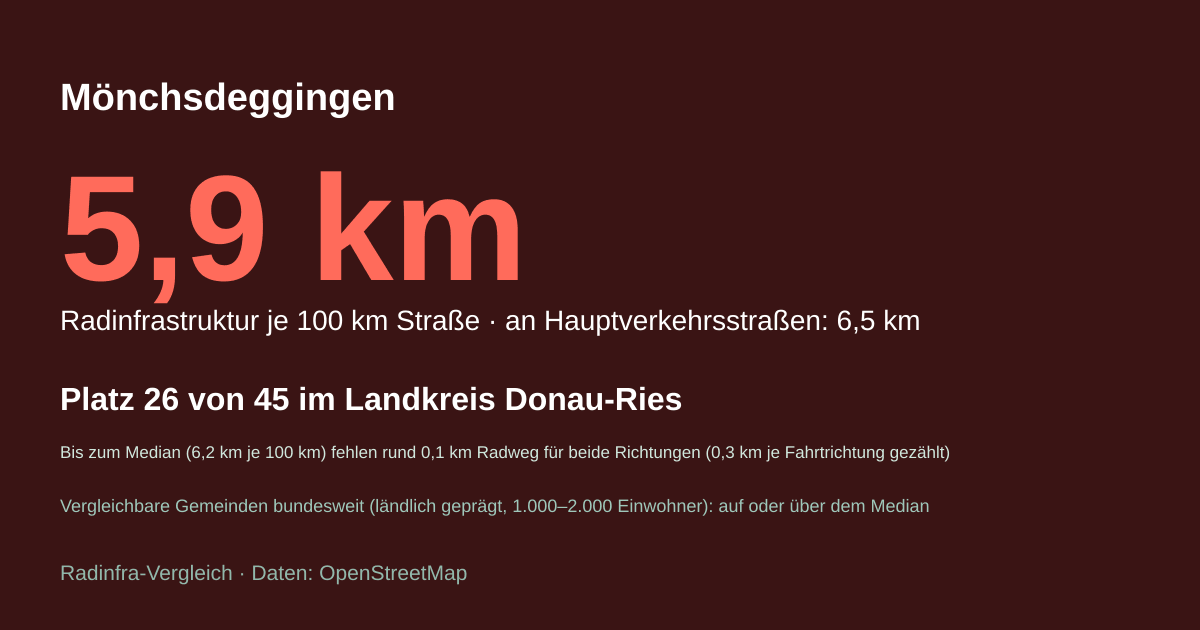 Mönchsdeggingen
5,9 km
Radinfrastruktur je 100 km Straße · an Hauptverkehrsstraßen: 6,5 km
Platz 26 von 45 im Landkreis Donau-Ries
Bis zum Median (6,2 km je 100 km) fehlen rund 0,1 km Radweg für beide Richtungen (0,3 km je Fahrtrichtung gezählt)
Vergleichbare Gemeinden bundesweit (ländlich geprägt, 1.000–2.000 Einwohner): auf oder über dem Median
Radinfra-Vergleich · Daten: OpenStreetMap